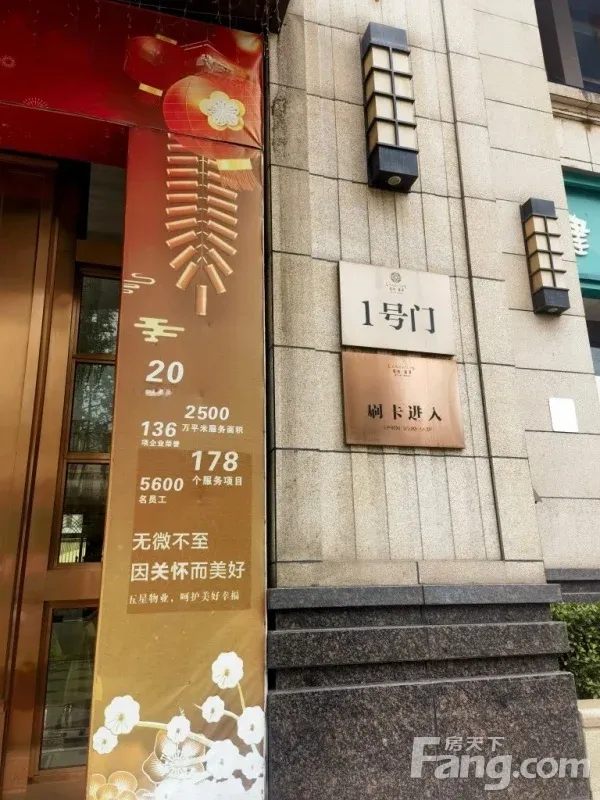 20
2500
万平米服务面积
136
项企业荣誉
178
个服务项目
5600
名员工
无微不至
因关怀而美好
五星物业，呵护美好幸福
1号门
刷卡进入
房天下
Fang.com